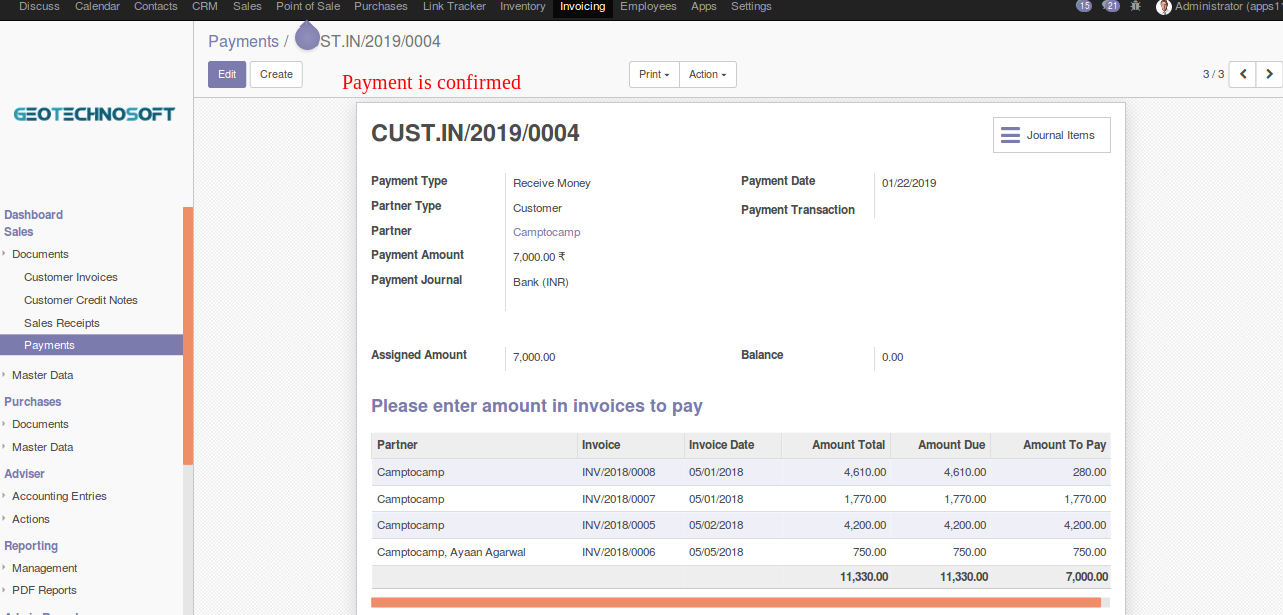 Discuss Calendar Contacts CRM Sales Point of Sale Purchases Link Tracker Inventory Invoicing Employees Apps Settings 15 21 Administrator (apps11
Payments / ST.IN/2019/0004
Edit Create Payment is confirmed Print Action 3 / 3
GEOTECHNOSOFT
CUST.IN/2019/0004
Journal Items
Payment Type Receive Money
Partner Type Customer
Partner Camptocamp
Payment Amount 7,000.00 ₹
Payment Journal Bank (INR)
Payment Date 01/22/2019
Payment Transaction
Assigned Amount 7,000.00 Balance 0.00
Please enter amount in invoices to pay
Partner Invoice Invoice Date Amount Total Amount Due Amount To Pay
Camptocamp INV/2018/0008 05/01/2018 4,610.00 4,610.00 280.00
Camptocamp INV/2018/0007 05/01/2018 1,770.00 1,770.00 1,770.00
Camptocamp INV/2018/0005 05/02/2018 4,200.00 4,200.00 4,200.00
Camptocamp, Ayaan Agarwal INV/2018/0006 05/05/2018 750.00 750.00 750.00
11,330.00 11,330.00 7,000.00
Dashboard
Sales
Documents
Customer Invoices
Customer Credit Notes
Sales Receipts
Payments
Master Data
Purchases
Documents
Master Data
Adviser
Accounting Entries
Actions
Reporting
Management
PDF Reports